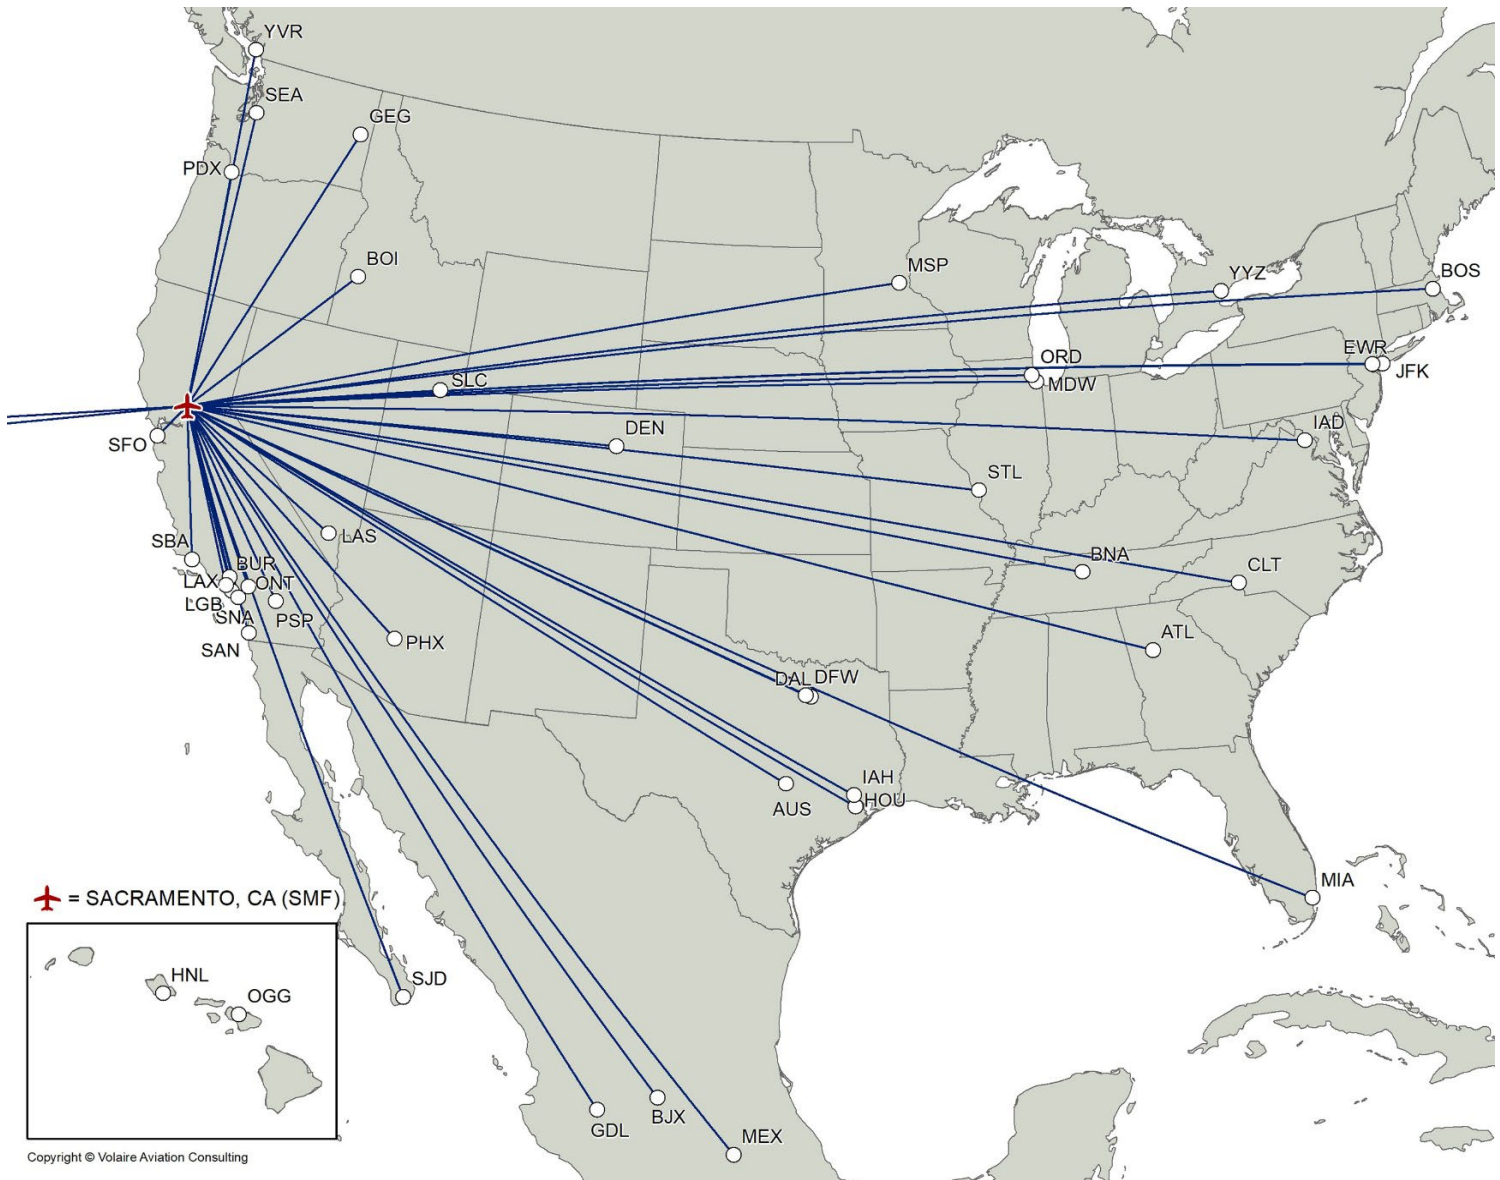 YVR
SEA
GEG
PDX
BOI
MSP
YYZ
BOS
ORD
EWR
MDW
JFK
SLC
SFO
DEN
IAD
STL
LAS
SBA
BUR
BNA
LAX
ONT
CLT
LGB
SNA
PSP
SAN
PHX
ATL
DAL
DFW
IAH
AUS
HOU
MIA
= SACRAMENTO, CA (SMF)
HNL
SJD
OGG
GDL
BJX
MEX
Copyright © Volaire Aviation Consulting